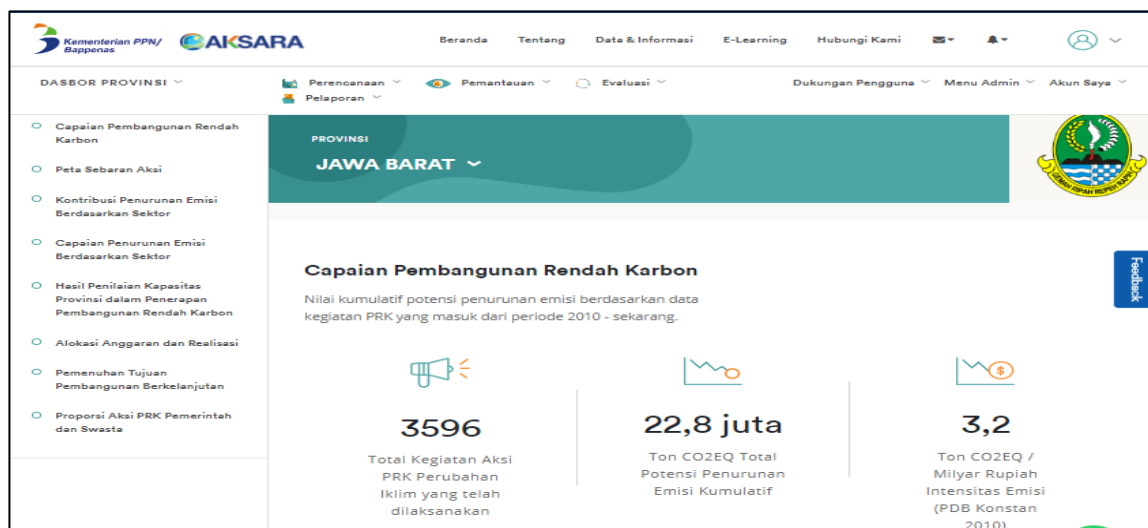 Kementerian PPN/
Bappenas
AKSARA
Beranda Tentang Data & Informasi E-Learning Hubungi Kami
DASBOR PROVINSI
Perencanaan Pemantauan Evaluasi
Pelaporan
Dukungan Pengguna Menu Admin Akun Saya
Capaian Pembangunan Rendah
Karbon
Peta Sebaran Aksi
Kontribusi Penurunan Emisi
Berdasarkan Sektor
Capaian Penurunan Emisi
Berdasarkan Sektor
Hasil Penilaian Kapasitas
Provinsi dalam Penerapan
Pembangunan Rendah Karbon
Alokasi Anggaran dan Realisasi
Pemenuhan Tujuan
Pembangunan Berkelanjutan
Proporsi Aksi PRK Pemerintah
dan Swasta
PROVINSI
JAWA BARAT
GEMAH RIPAH REPEH RAPIH
Capaian Pembangunan Rendah Karbon
Nilai kumulatif potensi penurunan emisi berdasarkan data
kegiatan PRK yang masuk dari periode 2010 - sekarang.
3596
Total Kegiatan Aksi
PRK Perubahan
Iklim yang telah
dilaksanakan
22,8 juta
Ton CO2EQ Total
Potensi Penurunan
Emisi Kumulatif
3,2
Ton CO2EQ /
Milyar Rupiah
Intensitas Emisi
(PDB Konstan
2010)
Feedback